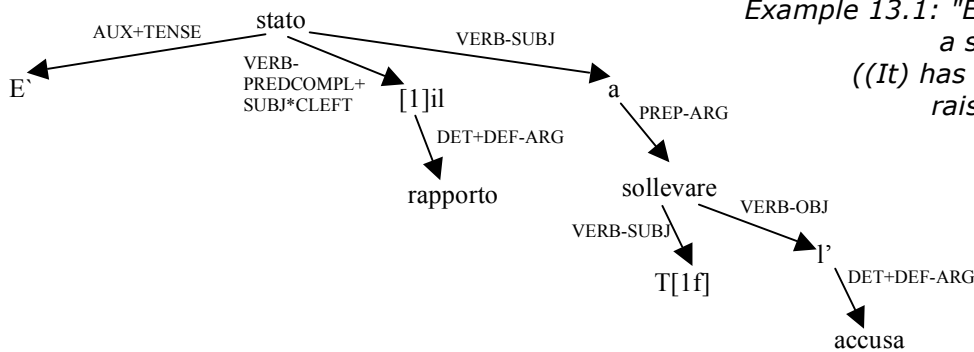 Example 13.1: "E
a s
((It) has
rais
stato
AUX+TENSE
VERB-SUBJ
VERB-
PREDCOMPL+
SUBJ*CLEFT
E`
[1]il
a
DET+DEF-ARG
PREP-ARG
rapporto
sollevare
VERB-SUBJ
VERB-OBJ
T[1f]
l'
DET+DEF-ARG
accusa